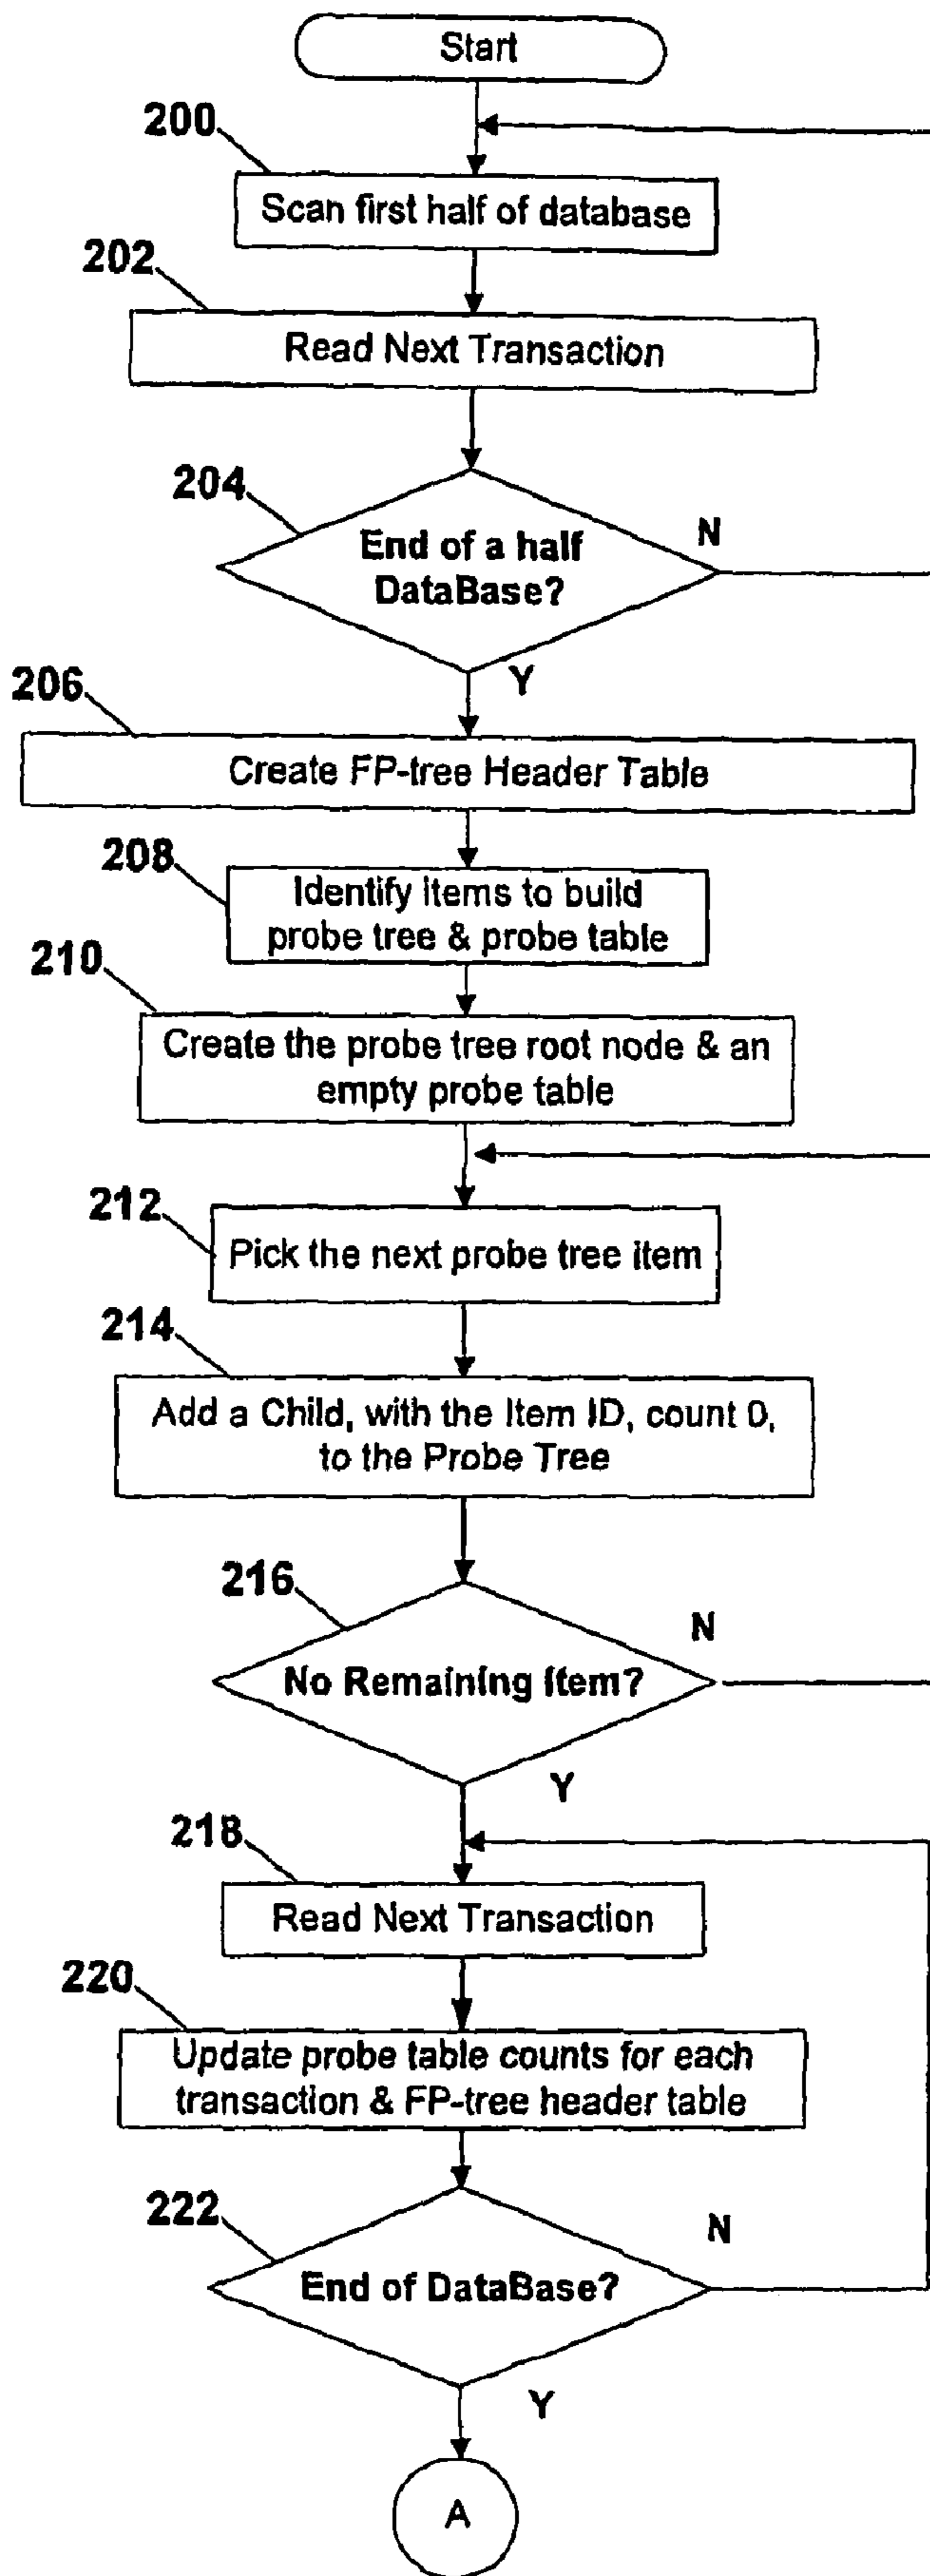 Start
200
Scan first half of database
202
Read Next Transaction
204
End of a half
DataBase?
N
Y
206
Create FP-tree Header Table
208
Identify items to build
probe tree & probe table
210
Create the probe tree root node & an
empty probe table
212
Pick the next probe tree item
214
Add a Child, with the Item ID, count 0,
to the Probe Tree
216
No Remaining Item?
N
Y
218
Read Next Transaction
220
Update probe table counts for each
transaction & FP-tree header table
222
End of DataBase?
N
Y
A